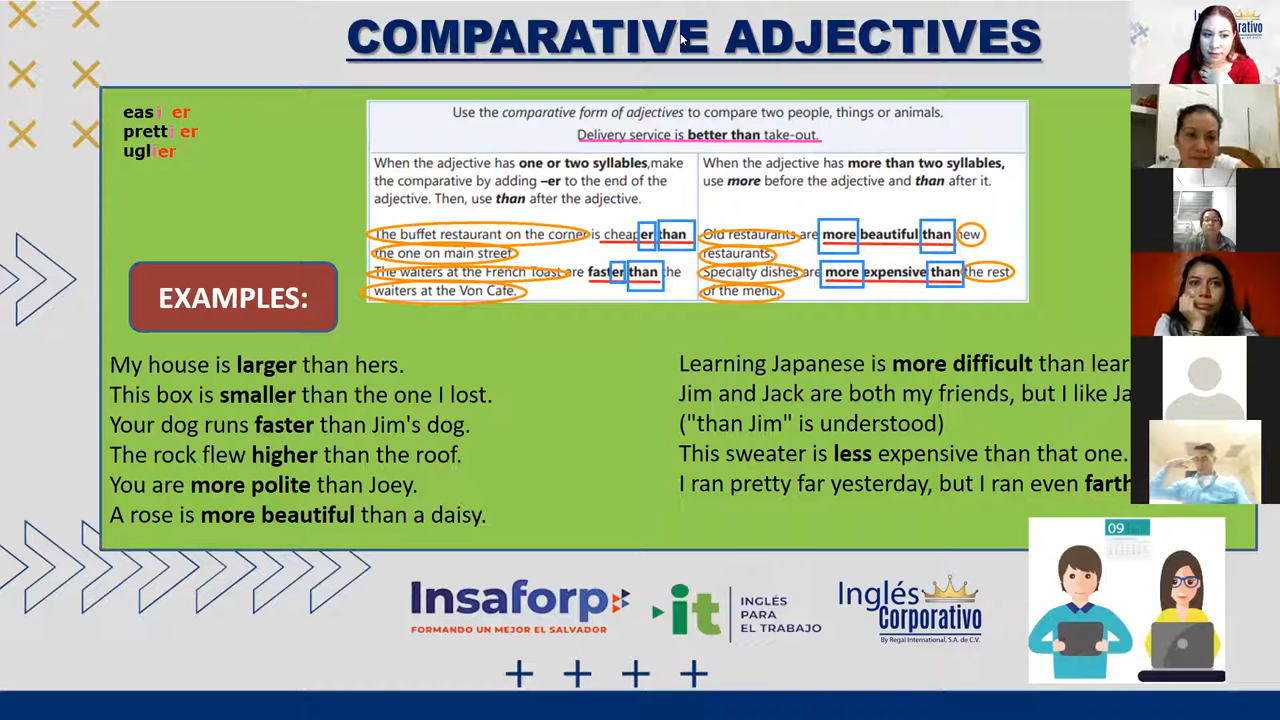 COMPARATIVE ADJECTIVES
easier
prettier
uglier
Use the comparative form of adjectives to compare two people, things or animals.
Delivery service is better than take-out.
When the adjective has one or two syllables,make
the comparative by adding –er to the end of the
adjective. Then, use than after the adjective.
The buffet restaurant on the corner is cheaper than
the one on main street
The waiters at the French Toast are faster than the
waiters at the Von Cafe.
When the adjective has more than two syllables,
use more before the adjective and than after it.
Old restaurants are more beautiful than new
restaurants.
Specialty dishes are more expensive than the rest
of the menu.
EXAMPLES:
My house is larger than hers.
This box is smaller than the one I lost.
Your dog runs faster than Jim's dog.
The rock flew higher than the roof.
You are more polite than Joey.
A rose is more beautiful than a daisy.
Learning Japanese is more difficult than lear
Jim and Jack are both my friends, but I like Ja
("than Jim" is understood)
This sweater is less expensive than that one.
I ran pretty far yesterday, but I ran even farth
09
Insaforp
FORMANDO UN MEJOR EL SALVADOR
it
INGLÉS
PARA
EL TRABAJO
Inglés
Corporativo
By Regal International, S.A. de C.V.